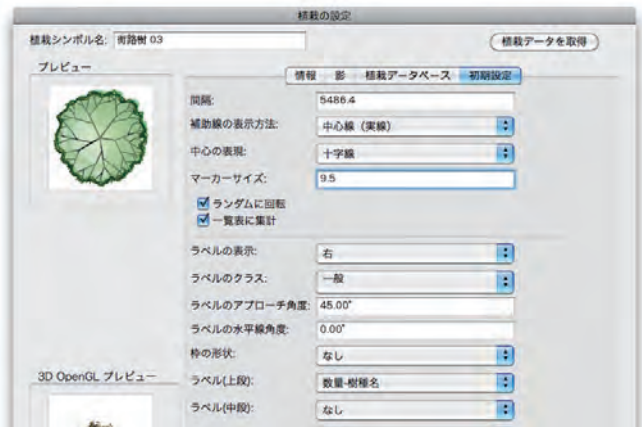 植栽の設定
植栽シンボル名: 街路樹 03
植栽データを取得
プレビュー
情報 影 植栽データベース 初期設定
間隔: 5486.4
補助線の表示方法: 中心線（実線）
中心の表現: 十字線
マーカーサイズ: 9.5
ランダムに回転
一覧表に集計
ラベルの表示: 右
ラベルのクラス: 一般
ラベルのアプローチ角度: 45.00°
ラベルの水平線角度: 0.00°
枠の形状: なし
3D OpenGL プレビュー
ラベル(上段): 数量-樹種名
ラベル(中段): なし